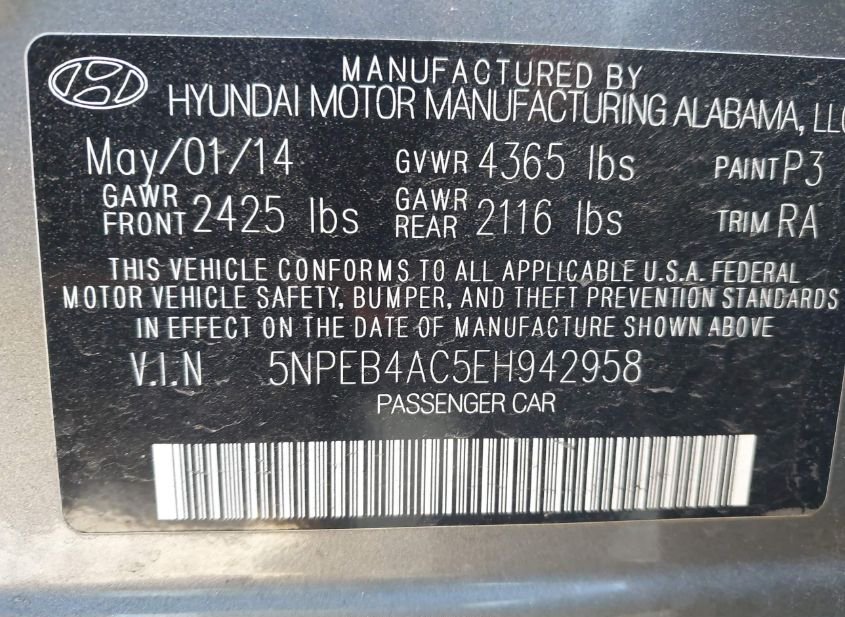 MANUFACTURED BY
HYUNDAI MOTOR MANUFACTURING ALABAMA, LLC
May/01/14 GVWR 4365 lbs PAINT P3
GAWR FRONT 2425 lbs GAWR REAR 2116 lbs TRIM RA
THIS VEHICLE CONFORMS TO ALL APPLICABLE U.S.A. FEDERAL
MOTOR VEHICLE SAFETY, BUMPER, AND THEFT PREVENTION STANDARDS
IN EFFECT ON THE DATE OF MANUFACTURE SHOWN ABOVE
V.I.N 5NPEB4AC5EH942958
PASSENGER CAR